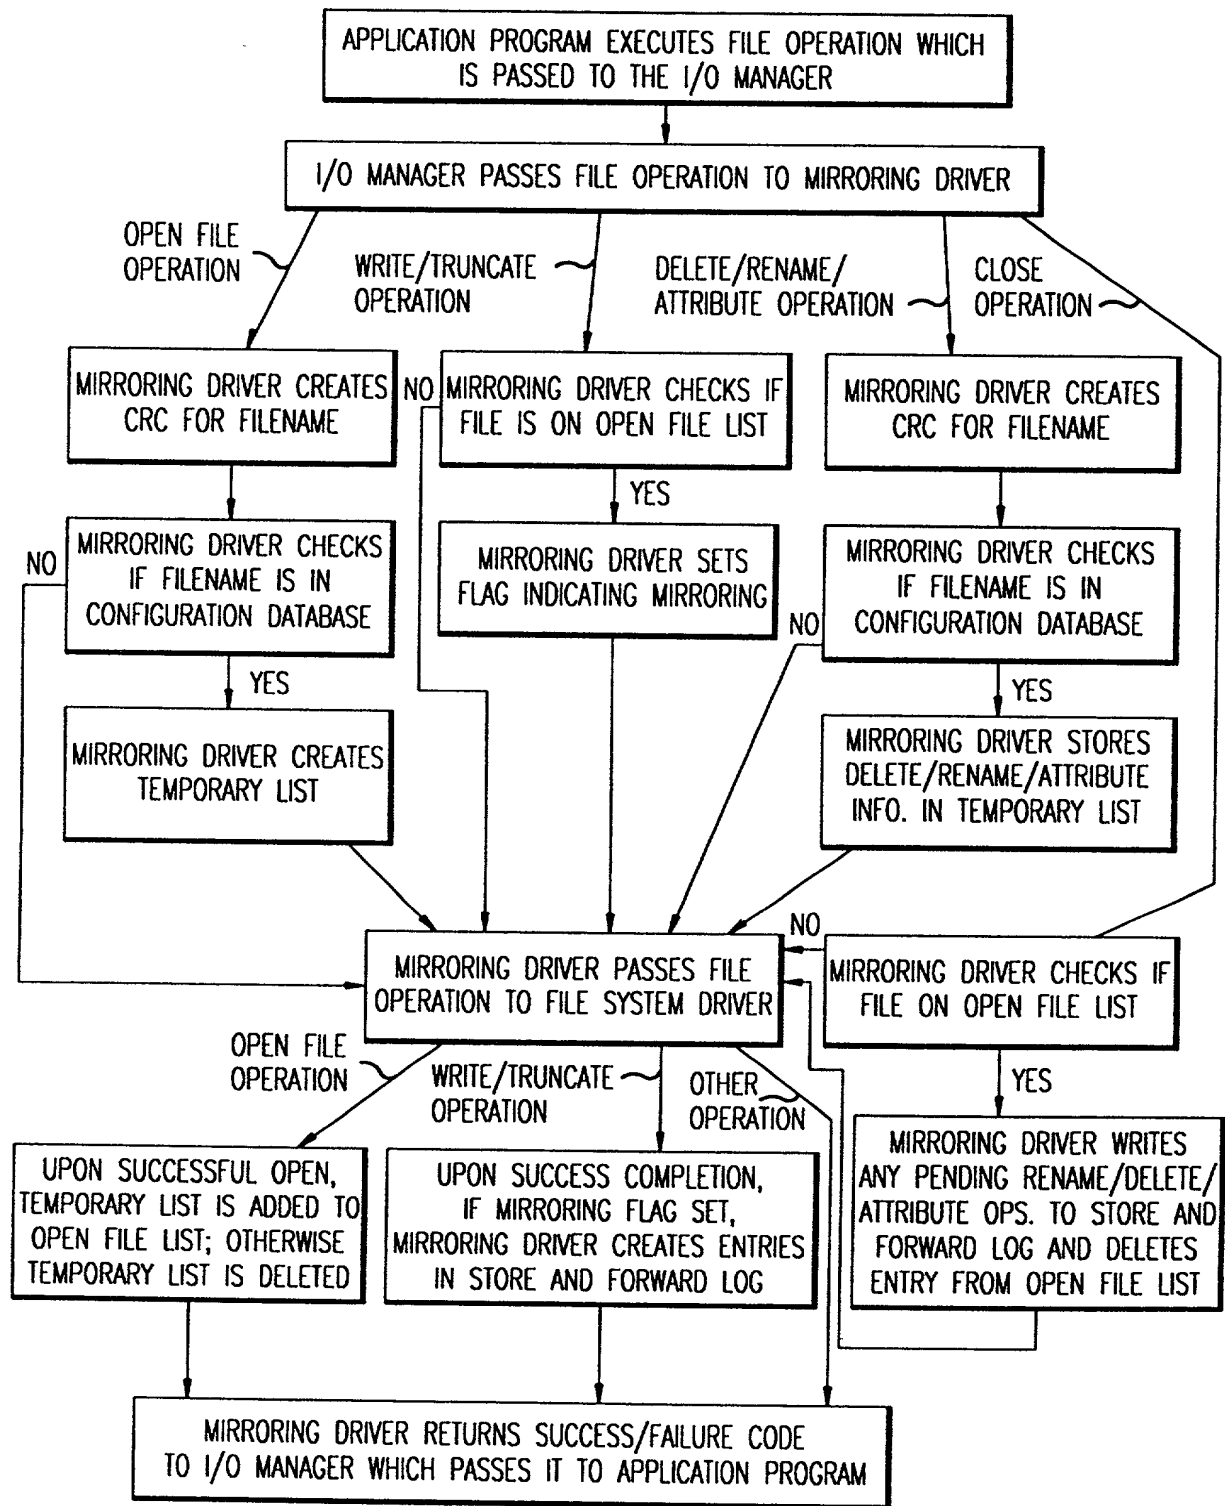 APPLICATION PROGRAM EXECUTES FILE OPERATION WHICH
IS PASSED TO THE I/O MANAGER
I/O MANAGER PASSES FILE OPERATION TO MIRRORING DRIVER
OPEN FILE
OPERATION
WRITE/TRUNCATE
OPERATION
DELETE/RENAME/
ATTRIBUTE OPERATION
CLOSE
OPERATION
MIRRORING DRIVER CREATES
CRC FOR FILENAME
NO
MIRRORING DRIVER CHECKS IF
FILE IS ON OPEN FILE LIST
MIRRORING DRIVER CREATES
CRC FOR FILENAME
YES
NO
MIRRORING DRIVER CHECKS
IF FILENAME IS IN
CONFIGURATION DATABASE
MIRRORING DRIVER SETS
FLAG INDICATING MIRRORING
NO
MIRRORING DRIVER CHECKS
IF FILENAME IS IN
CONFIGURATION DATABASE
YES
YES
MIRRORING DRIVER CREATES
TEMPORARY LIST
MIRRORING DRIVER STORES
DELETE/RENAME/ATTRIBUTE
INFO. IN TEMPORARY LIST
MIRRORING DRIVER PASSES FILE
OPERATION TO FILE SYSTEM DRIVER
NO
MIRRORING DRIVER CHECKS IF
FILE ON OPEN FILE LIST
OPEN FILE
OPERATION
WRITE/TRUNCATE
OPERATION
OTHER
OPERATION
YES
UPON SUCCESSFUL OPEN,
TEMPORARY LIST IS ADDED TO
OPEN FILE LIST; OTHERWISE
TEMPORARY LIST IS DELETED
UPON SUCCESS COMPLETION,
IF MIRRORING FLAG SET,
MIRRORING DRIVER CREATES ENTRIES
IN STORE AND FORWARD LOG
MIRRORING DRIVER WRITES
ANY PENDING RENAME/DELETE/
ATTRIBUTE OPS. TO STORE AND
FORWARD LOG AND DELETES
ENTRY FROM OPEN FILE LIST
MIRRORING DRIVER RETURNS SUCCESS/FAILURE CODE
TO I/O MANAGER WHICH PASSES IT TO APPLICATION PROGRAM